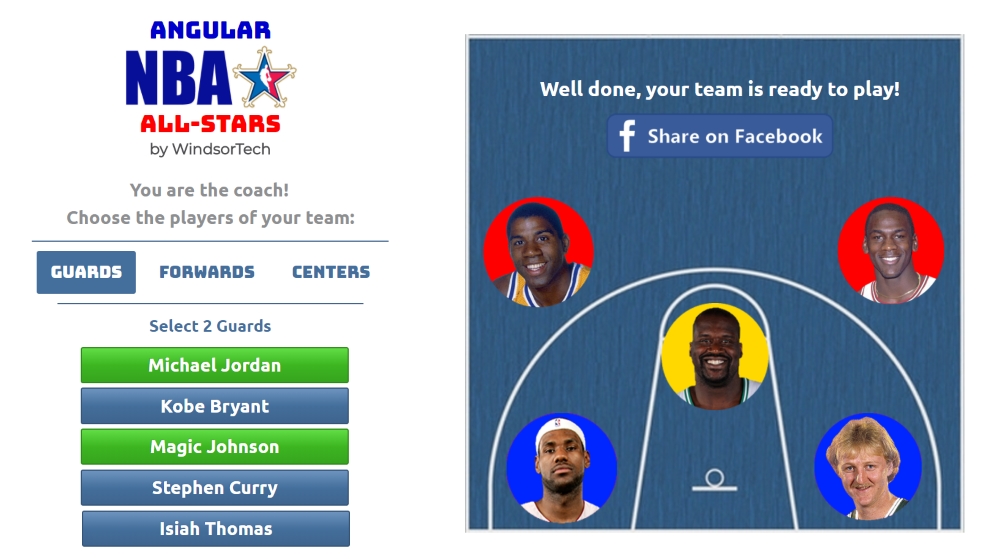 ANGULAR
NBA
ALL-STARS
by WindsorTech
You are the coach!
Choose the players of your team:
GUARDS FORWARDS CENTERS
Select 2 Guards
Michael Jordan
Kobe Bryant
Magic Johnson
Stephen Curry
Isiah Thomas
Well done, your team is ready to play!
f Share on Facebook